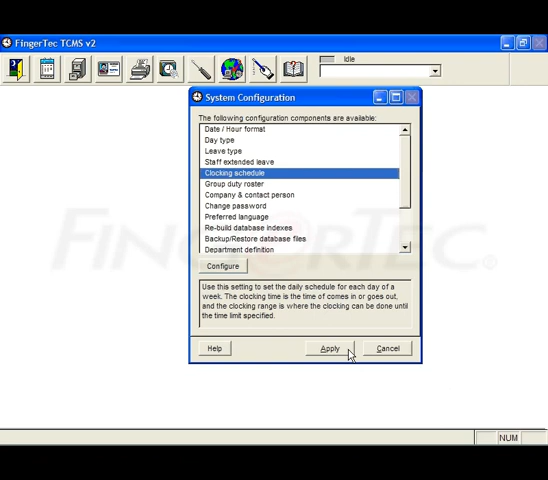 FingerTec TCMS v2
Idle
System Configuration
The following configuration components are available:
Date / Hour format
Day type
Leave type
Staff extended leave
Clocking schedule
Group duty roster
Company & contact person
Change password
Preferred language
Re-build database indexes
Backup/Restore database files
Department definition
Configure
Use this setting to set the daily schedule for each day of a
week. The clocking time is the time of comes in or goes out,
and the clocking range is where the clocking can be done until
the time limit specified.
Help
Apply
Cancel
FINGERTEC®
NUM